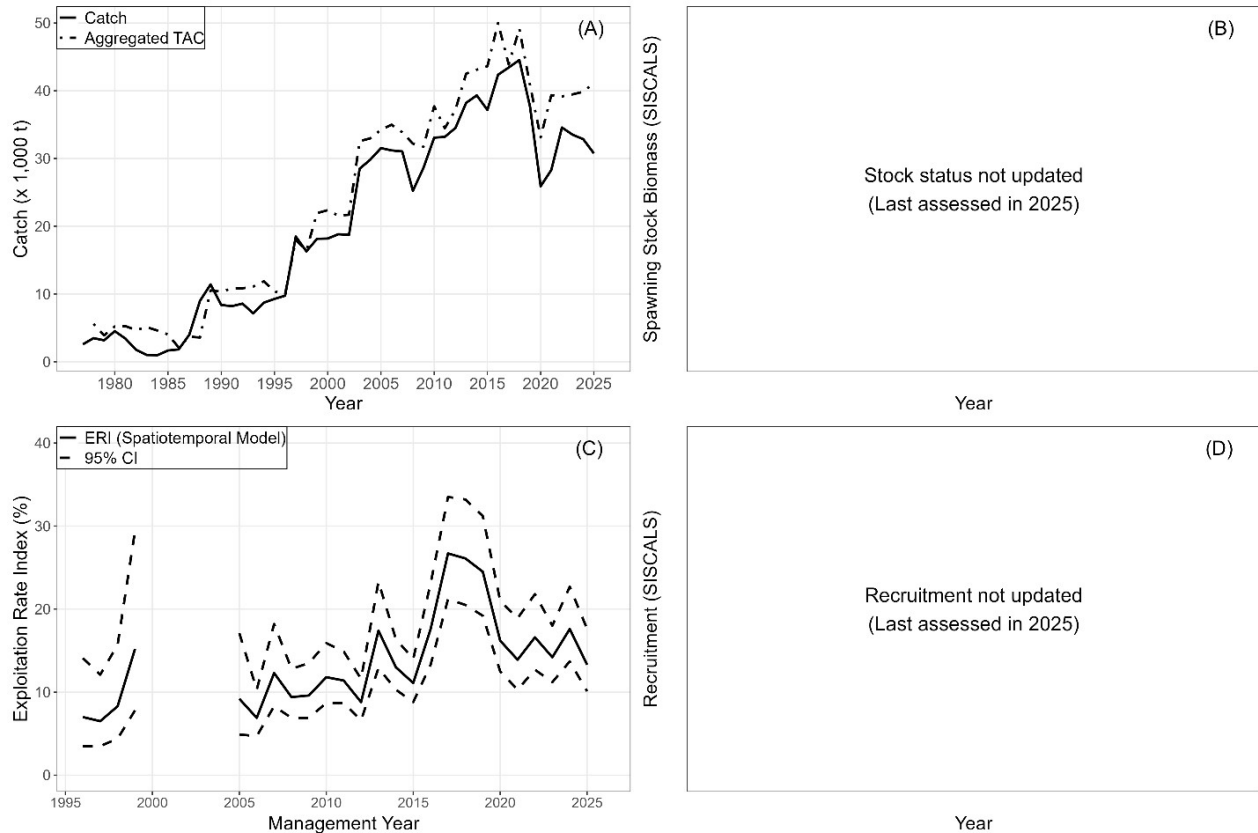 Catch
Aggregated TAC
(A)
Catch (x 1,000 t)
50
40
30
20
10
0
1980 1985 1990 1995 2000 2005 2010 2015 2020 2025
Year
(B)
Spawning Stock Biomass (SISCALS)
Stock status not updated
(Last assessed in 2025)
Year
ERI (Spatiotemporal Model)
95% CI
(C)
Exploitation Rate Index (%)
40
30
20
10
0
1995 2000 2005 2010 2015 2020 2025
Management Year
(D)
Recruitment (SISCALS)
Recruitment not updated
(Last assessed in 2025)
Year